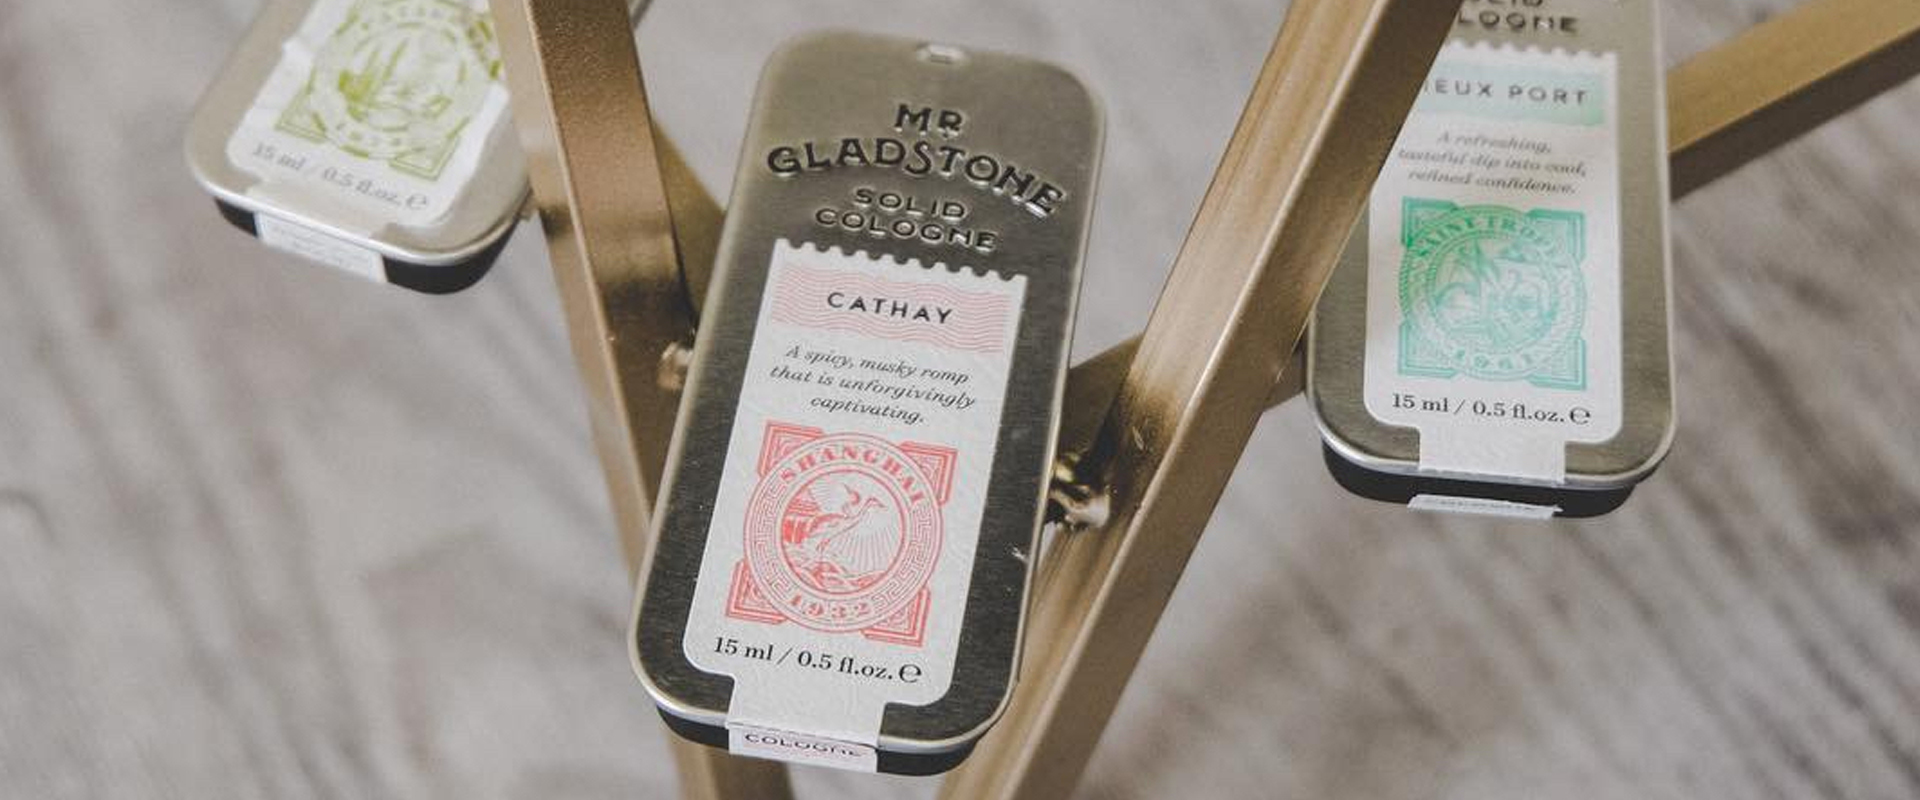 15 ml / 0.5 fl.oz. ℮
MR
GLADSTONE
SOLID
COLOGNE
CATHAY
A spicy, musky romp
that is unforgivingly
captivating.
SHANGHAI
1932
15 ml / 0.5 fl.oz. ℮
COLOGNE
IEUX PORT
A refreshing,
tasteful dip into cool,
refined confidence.
15 ml / 0.5 fl.oz. ℮